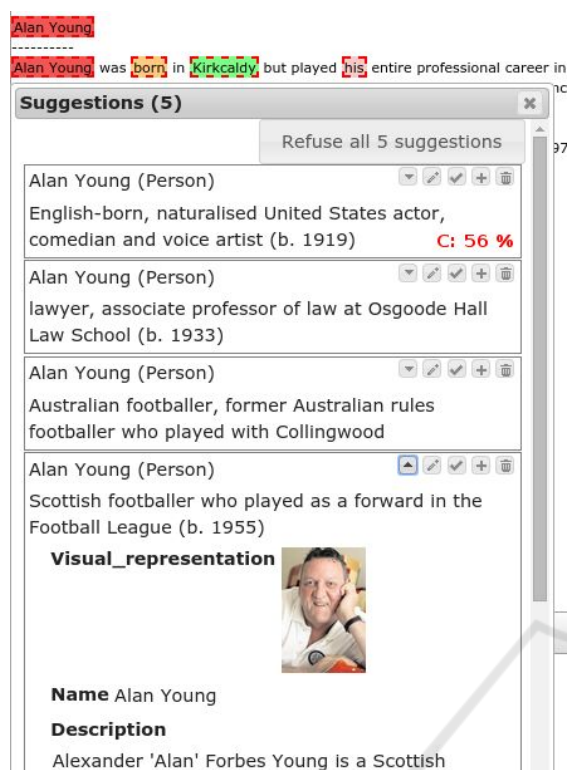 Alan Young
----------
Alan Young was born in Kirkcaldy but played his entire professional career in
Suggestions (5)
Refuse all 5 suggestions
97
Alan Young (Person)
English-born, naturalised United States actor,
comedian and voice artist (b. 1919) C: 56 %
Alan Young (Person)
lawyer, associate professor of law at Osgoode Hall
Law School (b. 1933)
Alan Young (Person)
Australian footballer, former Australian rules
footballer who played with Collingwood
Alan Young (Person)
Scottish footballer who played as a forward in the
Football League (b. 1955)
Visual_representation
Name Alan Young
Description
Alexander 'Alan' Forbes Young is a Scottish